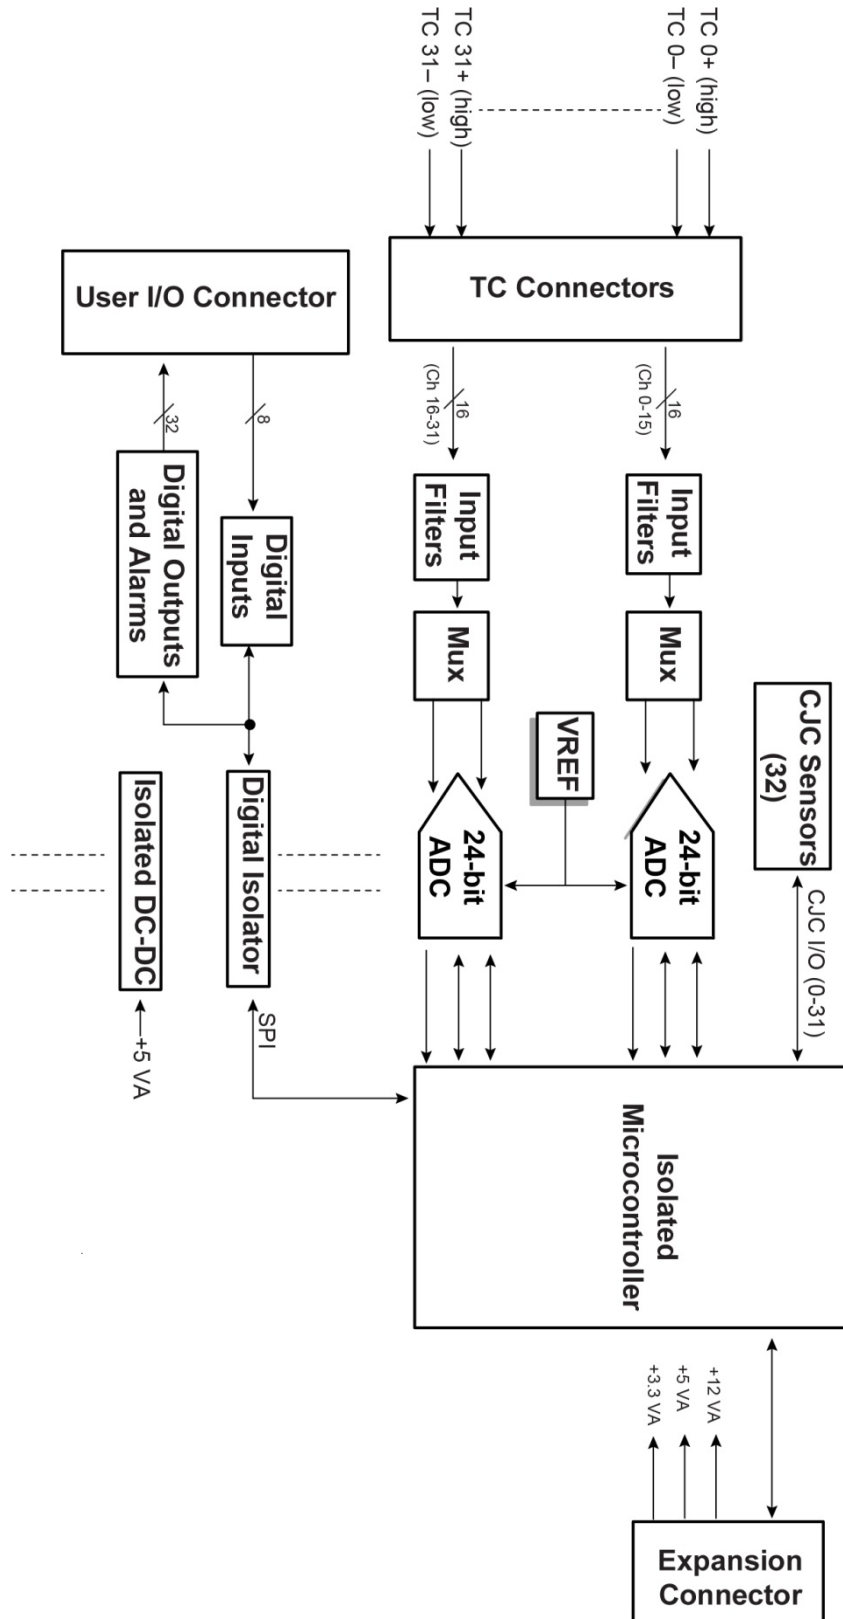 TC 31– (low)
TC 31+ (high)
TC 0– (low)
TC 0+ (high)
User I/O Connector
TC Connectors
32
8
16
(Ch 16-31)
16
(Ch 0-15)
Digital Outputs
and Alarms
Digital
Inputs
Input
Filters
Input
Filters
Mux
Mux
VREF
CJC Sensors
(32)
Isolated DC-DC
Digital Isolator
24-bit
ADC
24-bit
ADC
CJC I/O (0-31)
+5 VA
SPI
Isolated
Microcontroller
+3.3 VA
+5 VA
+12 VA
Expansion
Connector